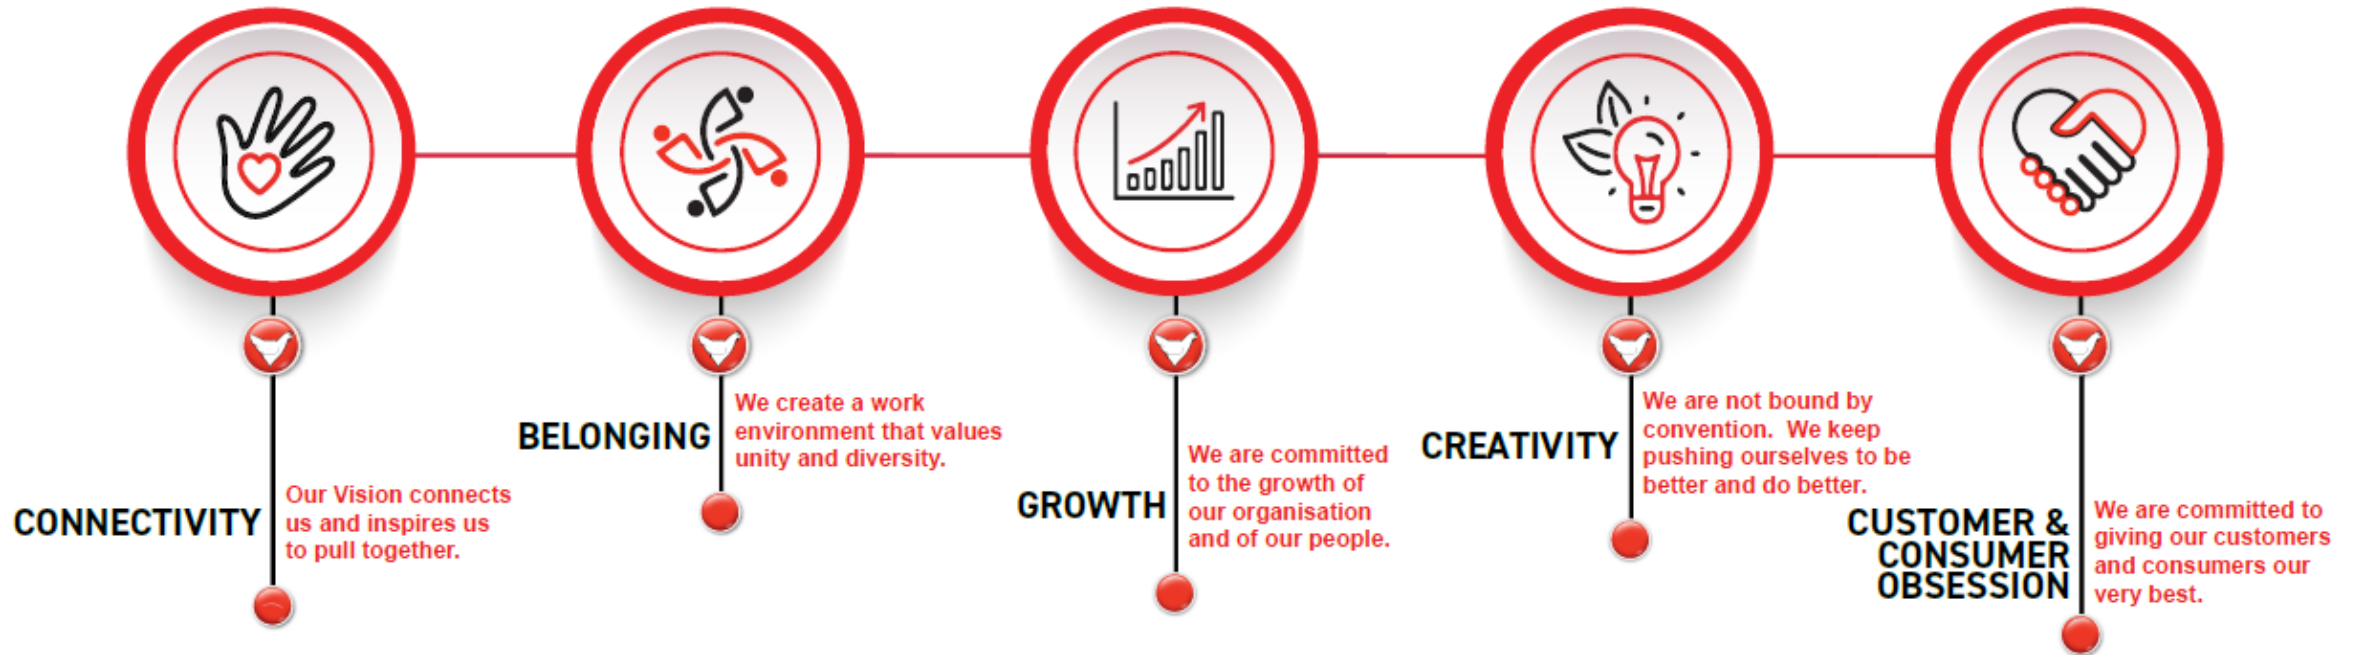 CONNECTIVITY
Our Vision connects
us and inspires us
to pull together.
BELONGING
We create a work
environment that values
unity and diversity.
GROWTH
We are committed
to the growth of
our organisation
and of our people.
CREATIVITY
We are not bound by
convention. We keep
pushing ourselves to be
better and do better.
CUSTOMER &
CONSUMER
OBSESSION
We are committed to
giving our customers
and consumers our
very best.